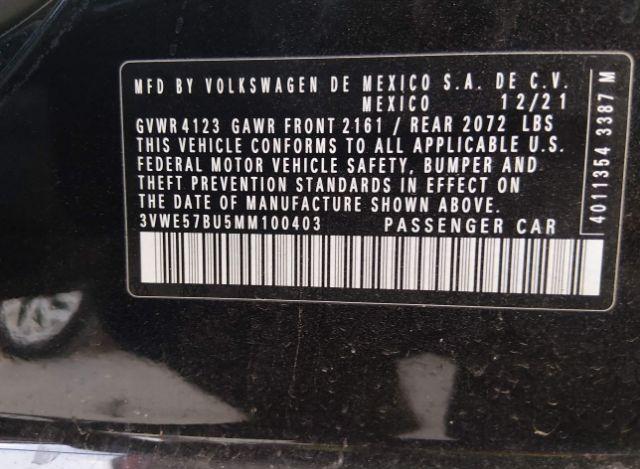 MFD BY VOLKSWAGEN DE MEXICO S.A. DE C.V.
MEXICO 12/21
GVWR 4123 GAWR FRONT 2161 / REAR 2072 LBS
THIS VEHICLE CONFORMS TO ALL APPLICABLE U.S.
FEDERAL MOTOR VEHICLE SAFETY, BUMPER AND
THEFT PREVENTION STANDARDS IN EFFECT ON
THE DATE OF MANUFACTURE SHOWN ABOVE.
3VWE57BU5MM100403 PASSENGER CAR
4011354 3387 M